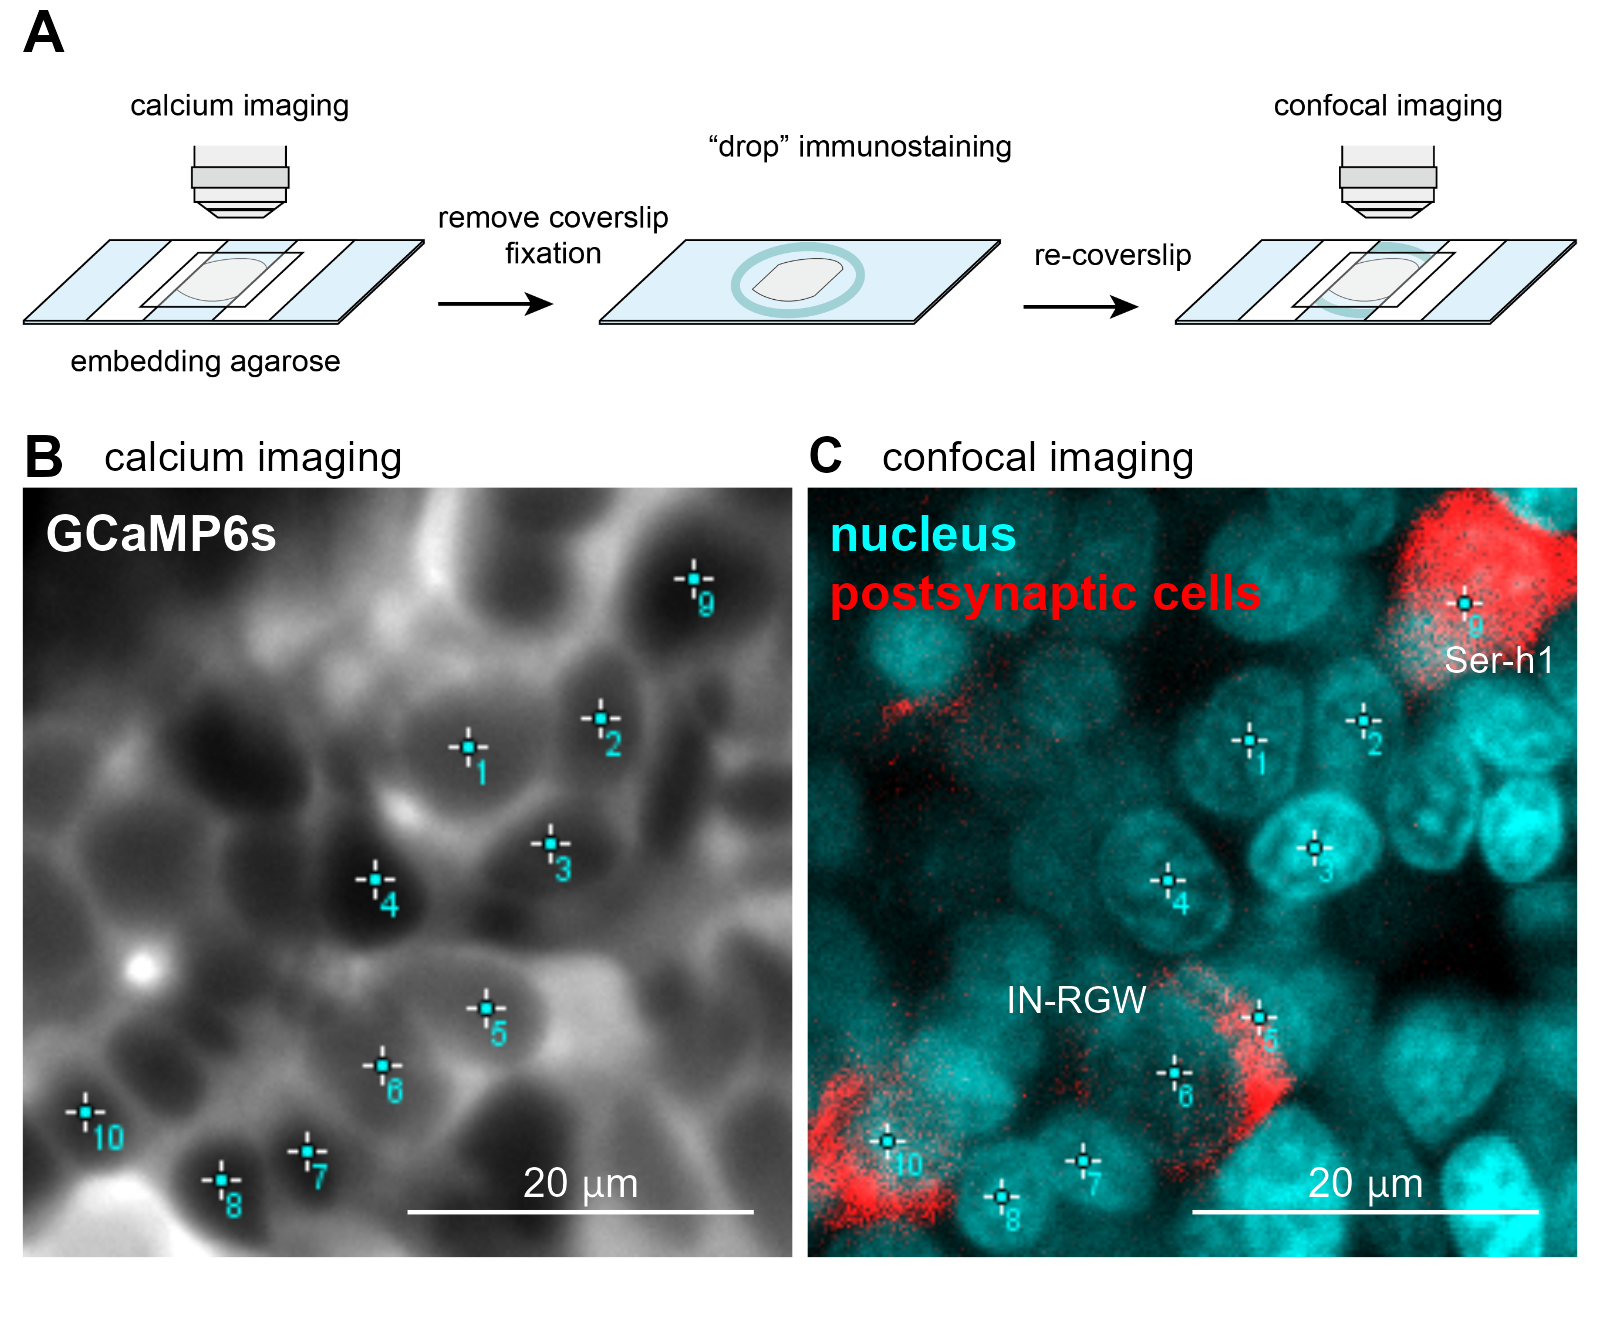 A
calcium imaging
“drop” immunostaining
confocal imaging
remove coverslip
fixation
re-coverslip
embedding agarose
B calcium imaging
GCaMP6s
9
2
1
3
4
5
6
10
7
8
20 µm
C confocal imaging
nucleus
postsynaptic cells
9
Ser-h1
2
1
3
4
IN-RGW
5
6
10
7
8
20 µm